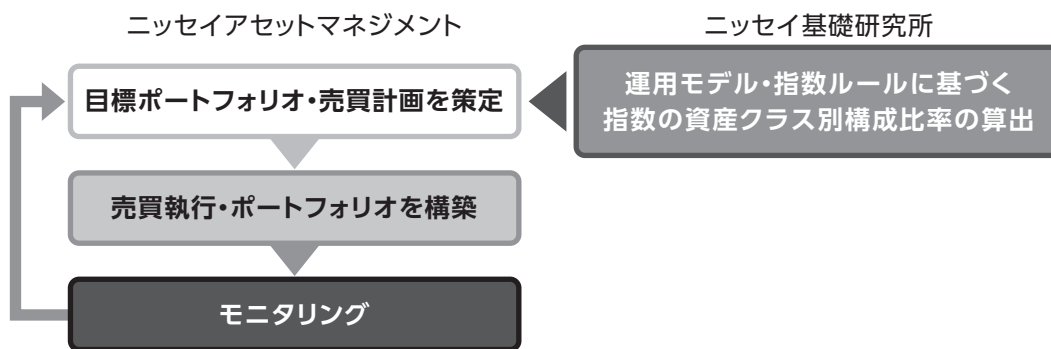 ニッセイアセットマネジメント
ニッセイ基礎研究所
目標ポートフォリオ・売買計画を策定
運用モデル・指数ルールに基づく
指数の資産クラス別構成比率の算出
売買執行・ポートフォリオを構築
モニタリング